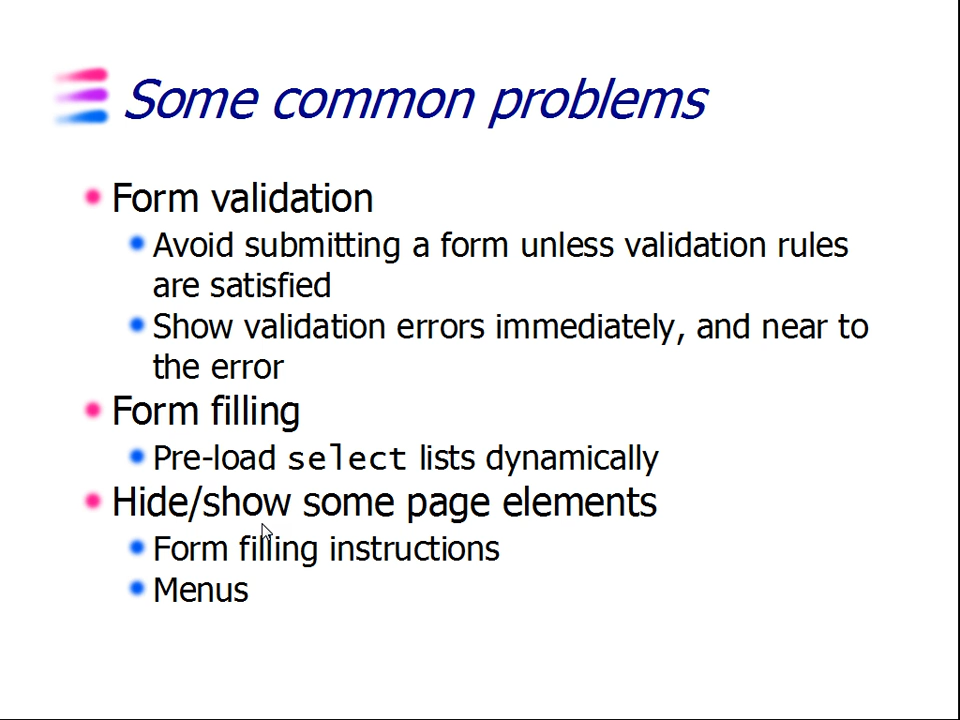 Some common problems
Form validation
Avoid submitting a form unless validation rules
are satisfied
Show validation errors immediately, and near to
the error
Form filling
Pre-load select lists dynamically
Hide/show some page elements
Form filling instructions
Menus